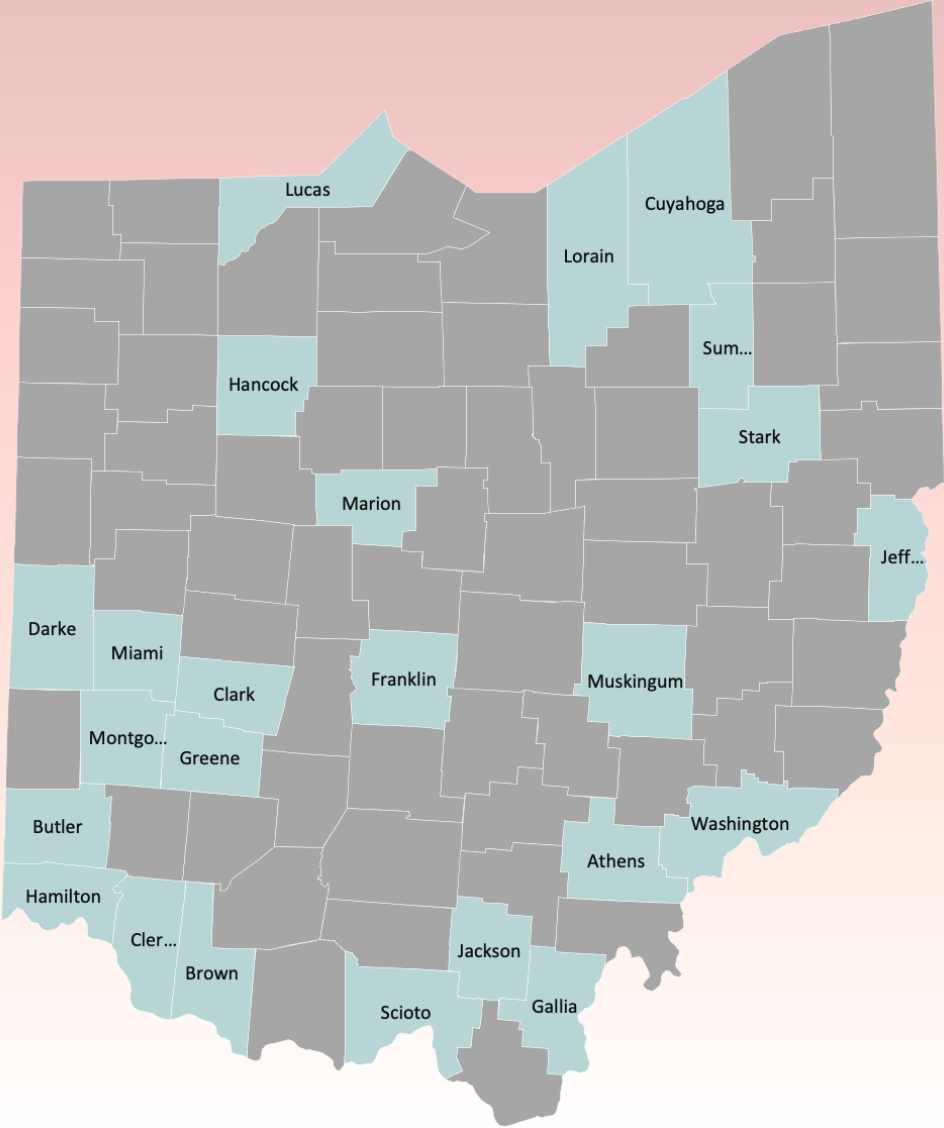 Lucas
Cuyahoga
Lorain
Sum...
Hancock
Stark
Marion
Jeff...
Darke
Miami
Franklin
Muskingum
Clark
Montgo...
Greene
Butler
Washington
Athens
Hamilton
Cler...
Jackson
Brown
Gallia
Scioto